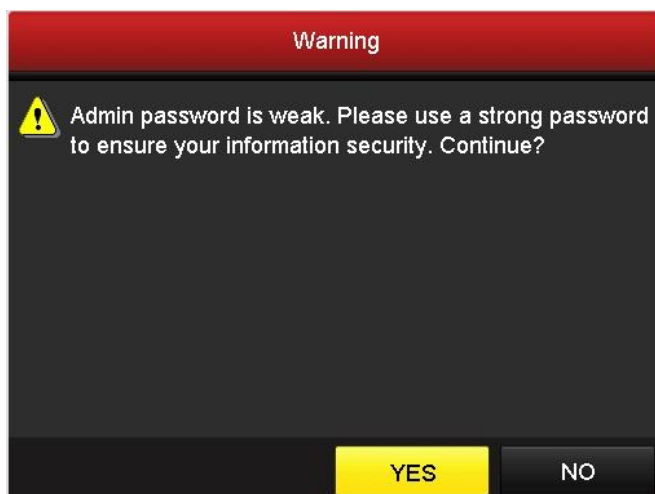 Warning
Admin password is weak. Please use a strong password
to ensure your information security. Continue?
YES
NO